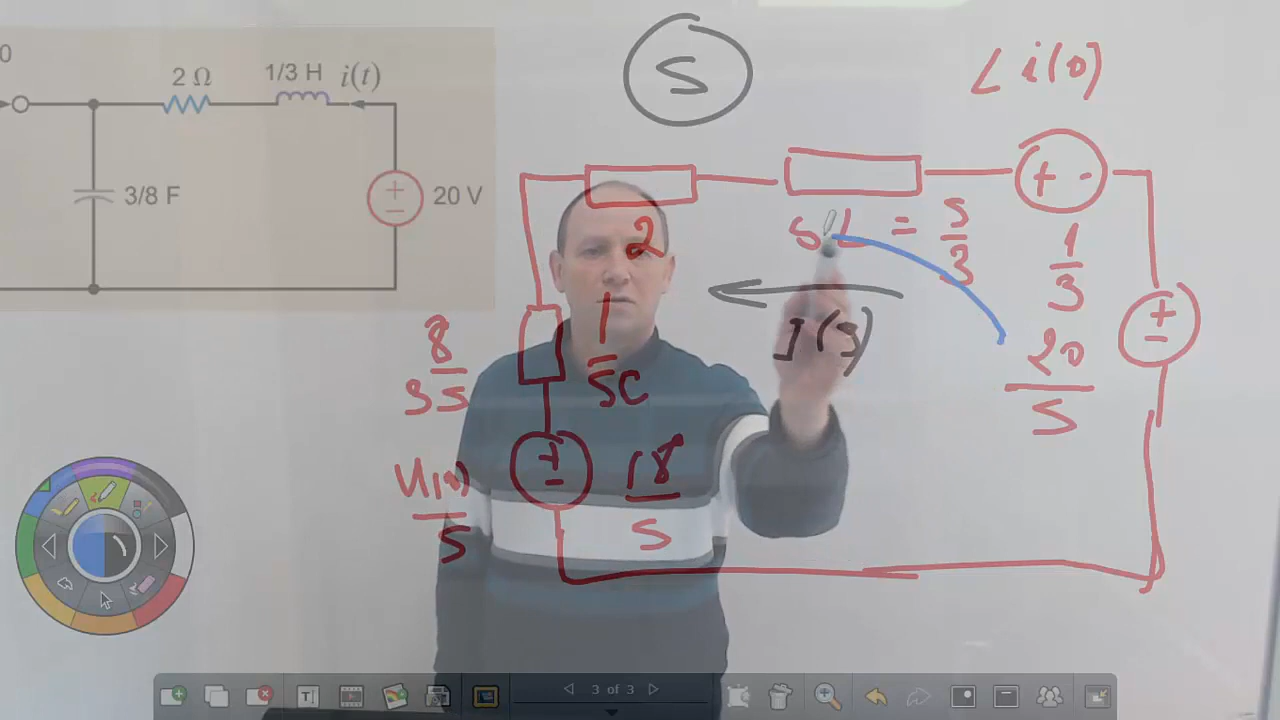 0
2 Ω
1/3 H
i(t)
3/8 F
20 V
S
L i(0)
2
sL = s/3
1/3
I(s)
20/s
8/3s
1/sC
U(0)/s
18/s
3 of 3